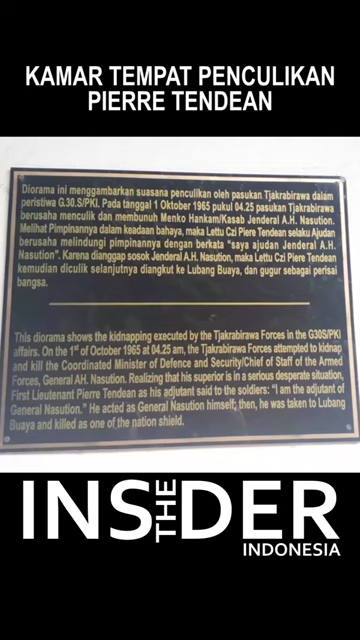 KAMAR TEMPAT PENCULIKAN
PIERRE TENDEAN
Diorama ini menggambarkan suasana penculikan oleh pasukan Tjakrabirawa dalam
peristiwa G.30.S/PKI. Pada tanggal 1 Oktober 1965 pukul 04.25 pasukan Tjakrabirawa
berusaha menculik dan membunuh Menko Hankam/Kasab Jenderal A.H. Nasution.
Melihat Pimpinannya dalam keadaan bahaya, maka Lettu Czi Piere Tendean selaku Ajudan
berusaha melindungi pimpinannya dengan berkata "saya ajudan Jenderal A.H.
Nasution". Karena dianggap sosok Jenderal A.H. Nasution, maka Lettu Czi Piere Tendean
kemudian diculik selanjutnya diangkut ke Lubang Buaya, dan gugur sebagai perisai
bangsa.
This diorama shows the kidnapping executed by the Tjakrabirawa Forces in the G30S/PKI
affairs. On the 1st of October 1965 at 04.25 am, the Tjakrabirawa Forces attempted to kidnap
and kill the Coordinated Minister of Defence and Security/Chief of Staff of the Armed
Forces, General AH. Nasution. Realizing that his superior is in a serious desperate situation,
First Lieutenant Pierre Tendean as his adjutant said to the soldiers: "I am the adjutant of
General Nasution." He acted as General Nasution himself; then, he was taken to Lubang
Buaya and killed as one of the nation shield.
INS THE DER
INDONESIA